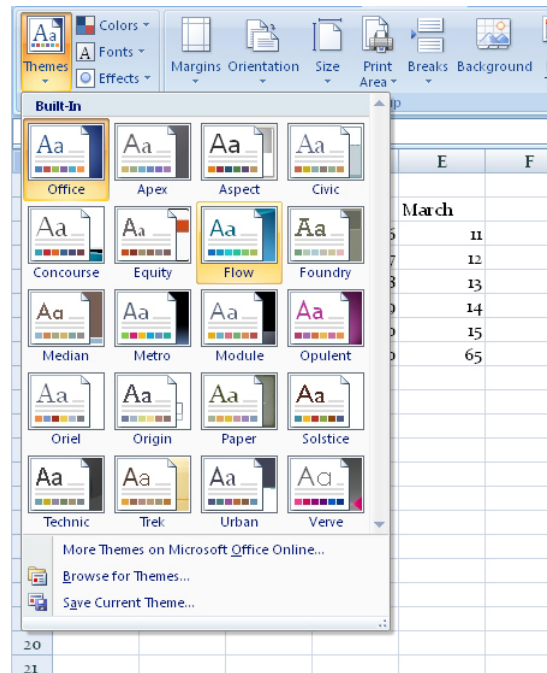 Aa Colors
A Fonts
Themes Effects Margins Orientation Size Print Area Breaks Background
Built-In
E F
Aa Aa Aa Aa
Office Apex Aspect Civic
March
Aa Aa Aa Aa
11
Concourse Equity Flow Foundry
12
13
Aa Aa Aa Aa
14
15
Median Metro Module Opulent
65
Aa Aa Aa Aa
Oriel Origin Paper Solstice
Aa Aa Aa Aa
Technic Trek Urban Verve
More Themes on Microsoft Office Online...
Browse for Themes...
Save Current Theme...
20
21